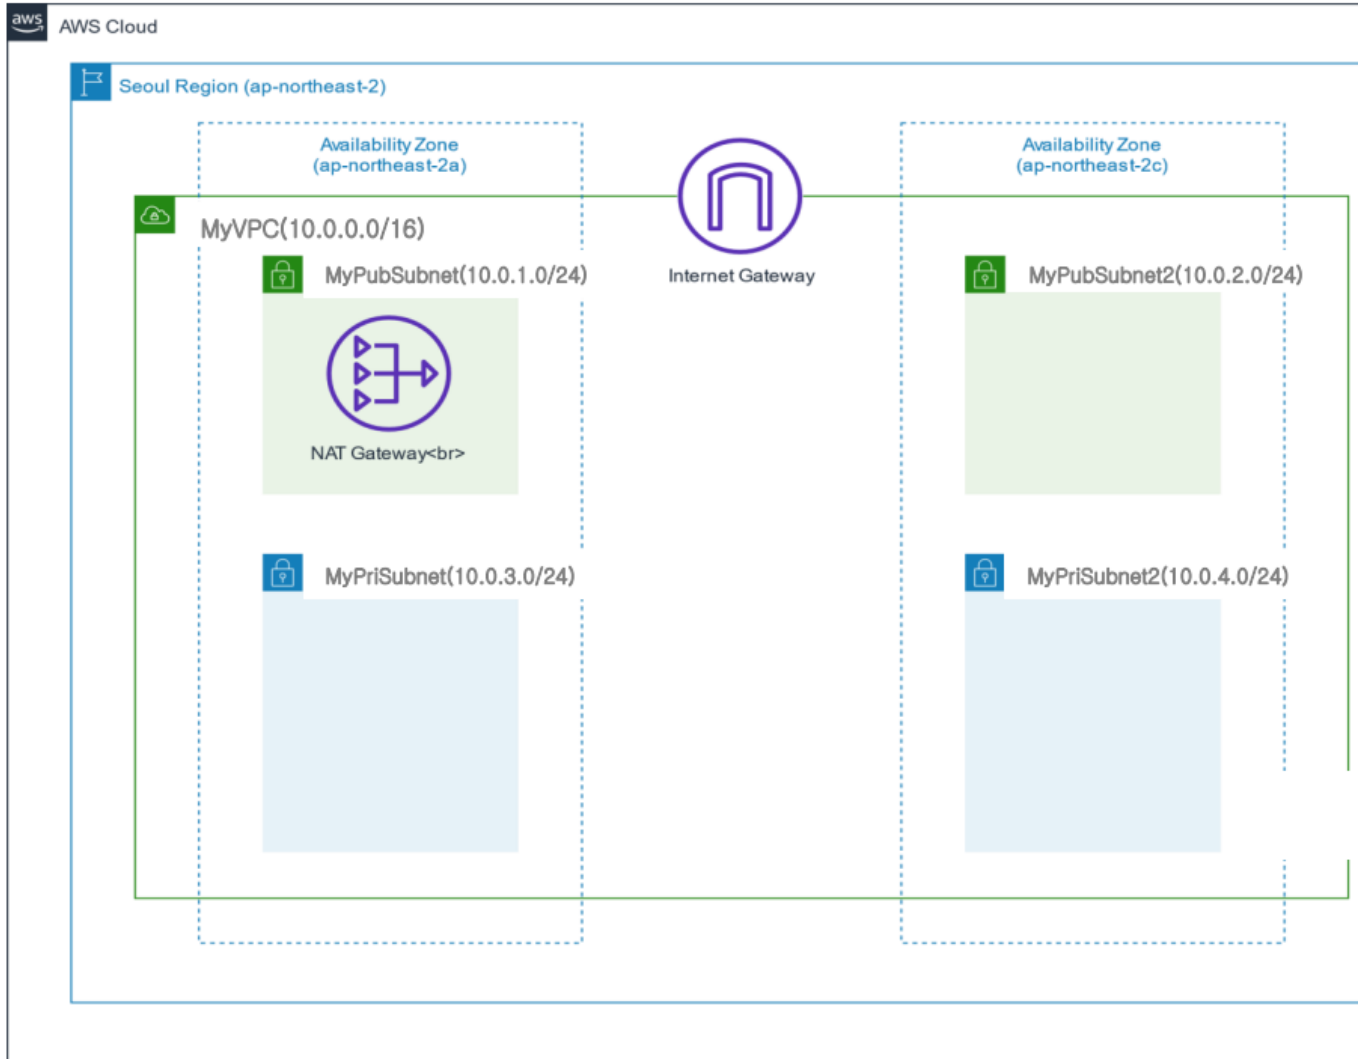 aws
AWS Cloud
Seoul Region (ap-northeast-2)
Availability Zone
(ap-northeast-2a)
Availability Zone
(ap-northeast-2c)
MyVPC(10.0.0.0/16)
Internet Gateway
MyPubSubnet(10.0.1.0/24)
MyPubSubnet2(10.0.2.0/24)
NAT Gateway<br>
MyPriSubnet(10.0.3.0/24)
MyPriSubnet2(10.0.4.0/24)